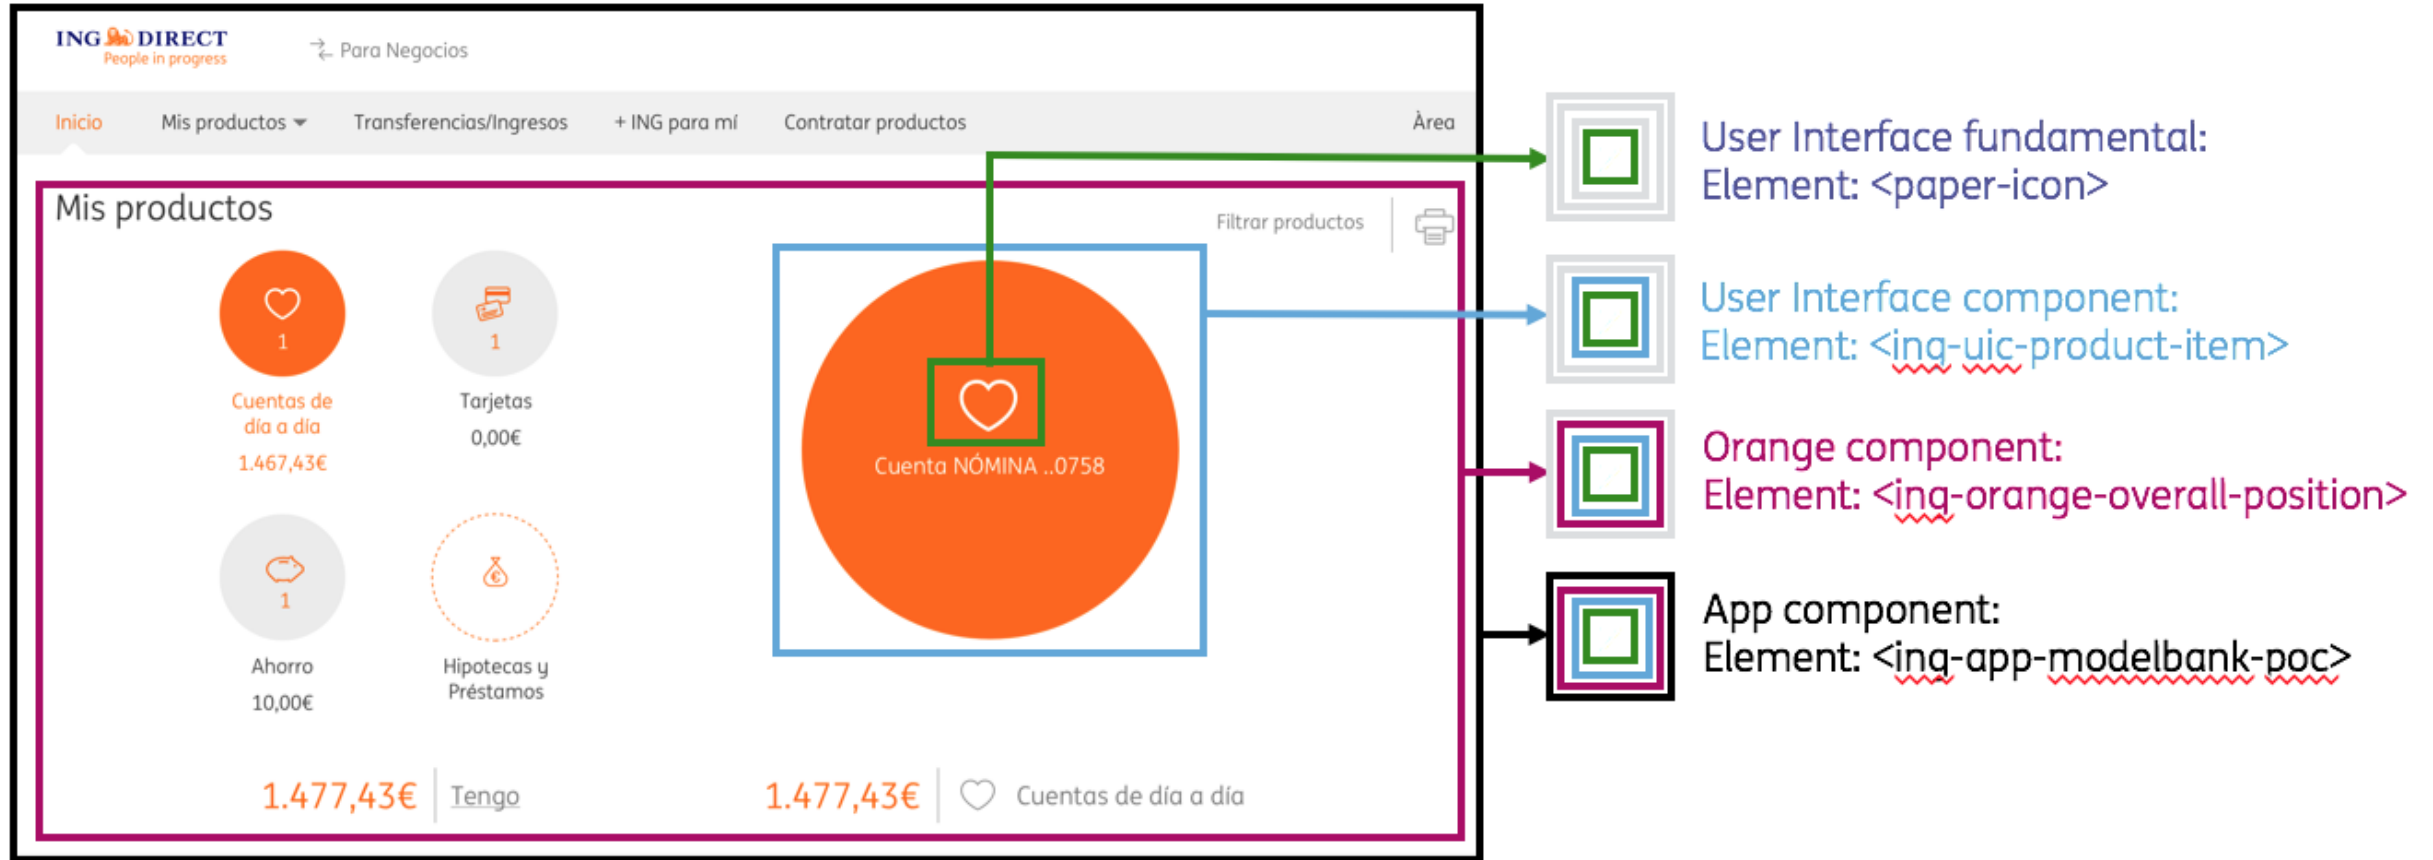 ING DIRECT
People in progress
Para Negocios
Inicio
Mis productos
Transferencias/Ingresos
+ ING para mí
Contratar productos
Àrea
Mis productos
Filtrar productos
1
Cuentas de
día a día
1.467,43€
1
Tarjetas
0,00€
1
Ahorro
10,00€
€
Hipotecas y
Préstamos
Cuenta NÓMINA ..0758
1.477,43€
Tengo
1.477,43€
Cuentas de día a día
User Interface fundamental:
Element: <paper-icon>
User Interface component:
Element: <ing-uic-product-item>
Orange component:
Element: <ing-orange-overall-position>
App component:
Element: <ing-app-modelbank-poc>